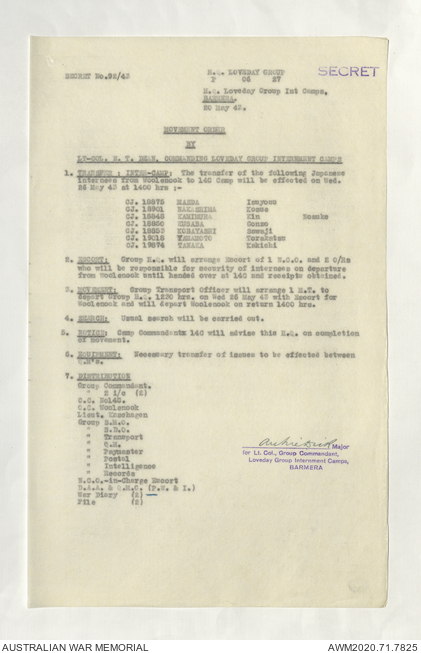 SECRET No.92/43
H.Q. LOVEDAY GROUP
SECRET
H.Q. Loveday Group Int Camps,
BARMERA.
20 May 43.
MOVEMENT ORDER
BY
LT-COL. E. T. DEAN, COMMANDING LOVEDAY GROUP INTERNMENT CAMPS
1. TRANSFER : INTER-CAMP: The transfer of the following Japanese
internees from Woolenook to 14C Camp will be effected on Wed.
26 May 43 at 1400 hrs :-
CJ. 18875 MAEDA Isuyosu
CJ. NAKASHIMA
CJ. 18848 KAMIMURA Kin
CJ. KUSABA
CJ. KOBAYASHI
CJ. 19018 YAMAMOTO
CJ. 19874 TANAKA Kakichi
2. ESCORT: Group H.Q. will arrange Escort of 1 N.C.O. and 2 O/Rs
who will be responsible for security of internees on departure
from Woolenook until handed over at 14C and receipts obtained.
3. MOVEMENT: Group Transport Officer will arrange 1 M.T. to
depart Group H.Q. 1230 hrs. on Wed 26 May 43 with Escort for
Woolenook and will depart Woolenook on return 1400 hrs.
4. SEARCH: Usual search will be carried out.
5. NOTICE: Camp Commandants 14C will advise this H.Q. on completion
of movement.
6. EQUIPMENT: Necessary transfer of issues to be effected between
Q.M's.
7. DISTRIBUTION
Group Commandant.
" 2 i/c (2)
O.C. No14C.
O.C. Woolenook
Lieut.
Group S.M.O.
" S.R.O.
" Transport
" Q.M.
" Paymaster
" Postal
" Intelligence
" Records
N.C.O.-in-Charge Escort
D.A.A. & Q.M.G. (P.W. & I.)
War Diary (2)
File (2)
Major
for Lt. Col., Group Commandant,
Loveday Group Internment Camps,
BARMERA
AUSTRALIAN WAR MEMORIAL
AWM2020.71.7825